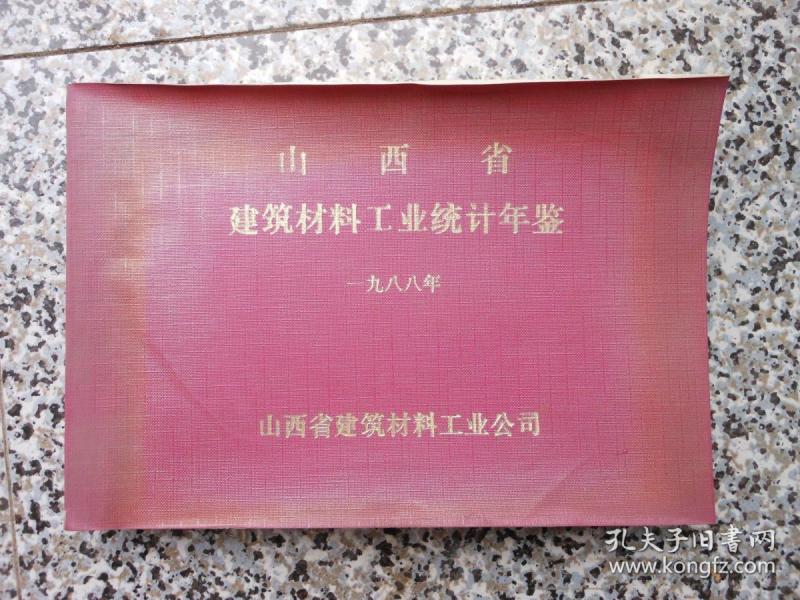 山西省
建筑材料工业统计年鉴
一九八八年
山西省建筑材料工业公司
孔夫子旧書网
www.kongfz.com